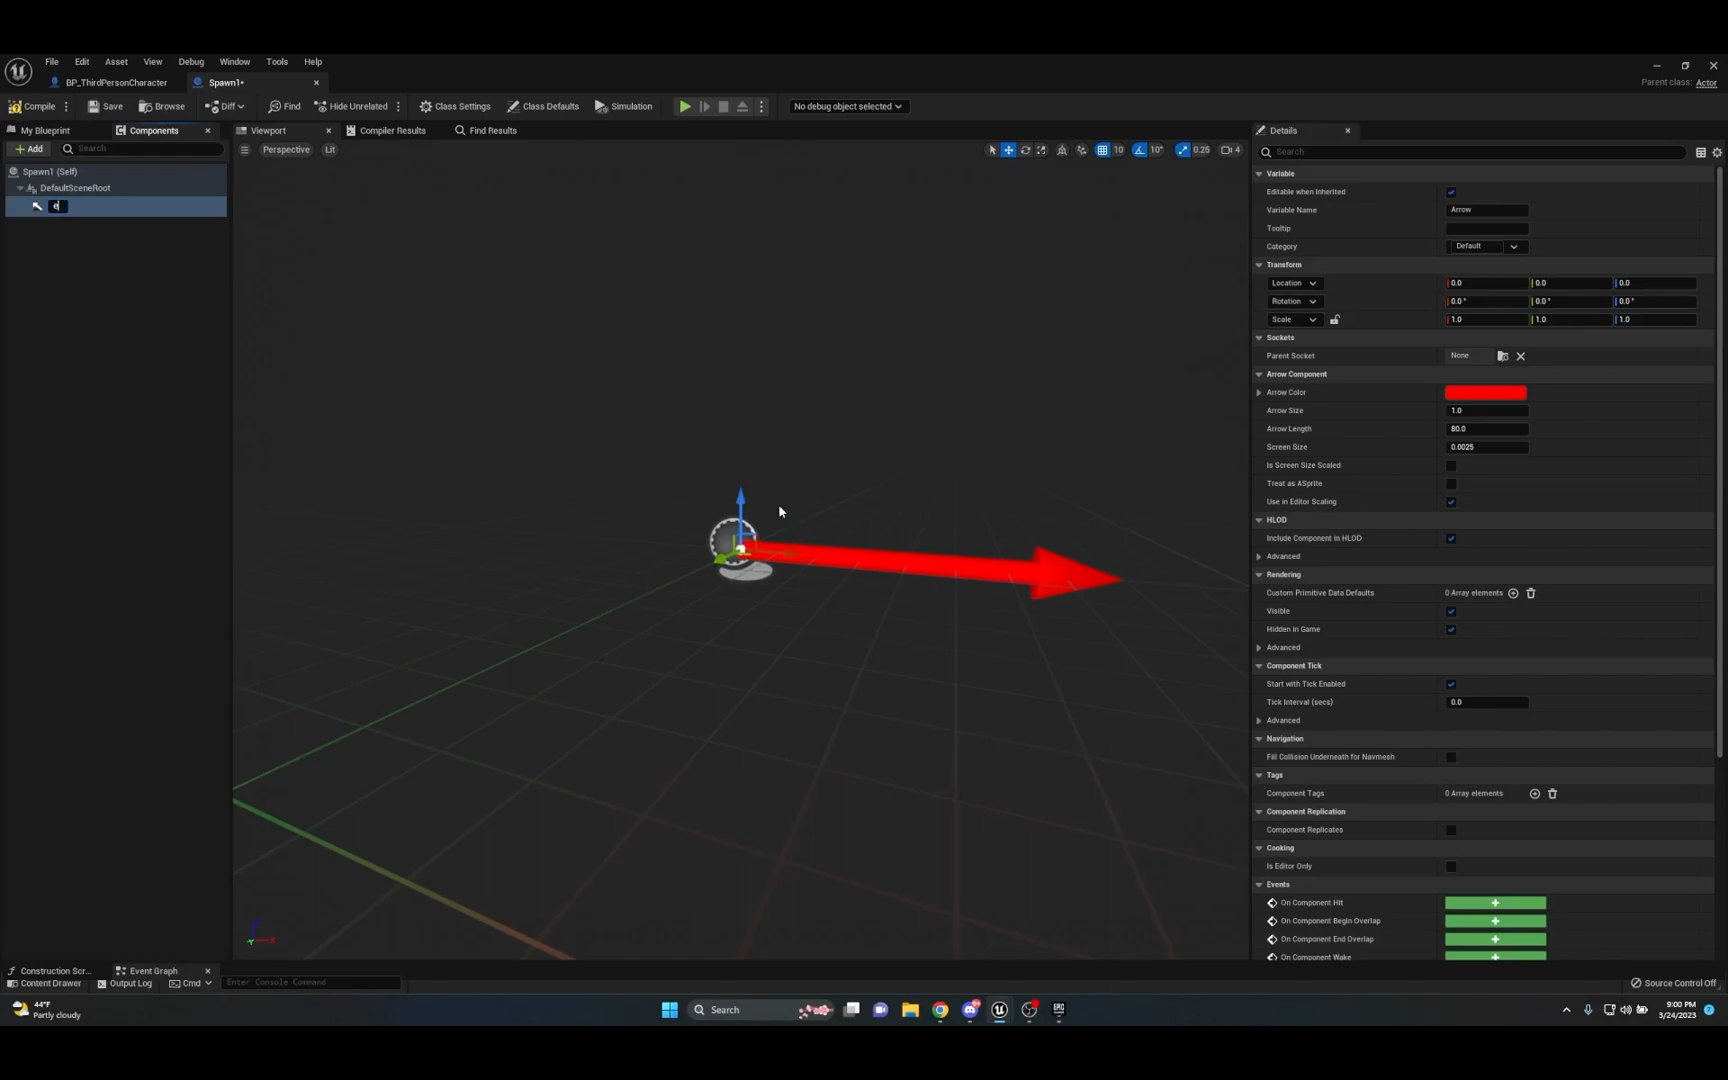 File Edit Asset View Debug Window Tools Help
BP_ThirdPersonCharacter Spawn1•
Parent class: Actor
Compile Save Browse Diff Find Hide Unrelated Class Settings Class Defaults Simulation No debug object selected
My Blueprint Components Viewport Compiler Results Find Results Details
+ Add Search Perspective Lit 10 10° 0.25 4 Search
Spawn1 (Self)
DefaultSceneRoot
e
Variable
Editable when Inherited
Variable Name Arrow
Tooltip
Category Default
Transform
Location 0.0 0.0 0.0
Rotation 0.0 ° 0.0 ° 0.0 °
Scale 1.0 1.0 1.0
Sockets
Parent Socket None
Arrow Component
Arrow Color
Arrow Size 1.0
Arrow Length 80.0
Screen Size 0.0025
Is Screen Size Scaled
Treat as ASprite
Use in Editor Scaling
HLOD
Include Component in HLOD
Advanced
Rendering
Custom Primitive Data Defaults 0 Array elements
Visible
Hidden in Game
Advanced
Component Tick
Start with Tick Enabled
Tick Interval (secs) 0.0
Advanced
Navigation
Fill Collision Underneath for Navmesh
Tags
Component Tags 0 Array elements
Component Replication
Component Replicates
Cooking
Is Editor Only
Events
On Component Hit
On Component Begin Overlap
On Component End Overlap
On Component Wake
Construction Scr... Event Graph
Content Drawer Output Log Cmd Enter Console Command Source Control Off
44°F
Partly cloudy
Search
EPIC
9:00 PM
3/24/2023